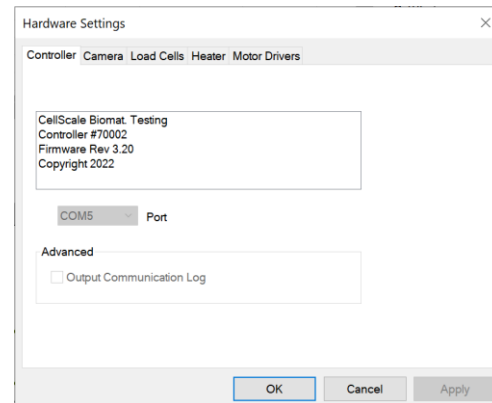 Hardware Settings
Controller Camera Load Cells Heater Motor Drivers
CellScale Biomat. Testing
Controller #70002
Firmware Rev 3.20
Copyright 2022
COM5 Port
Advanced
Output Communication Log
OK Cancel Apply